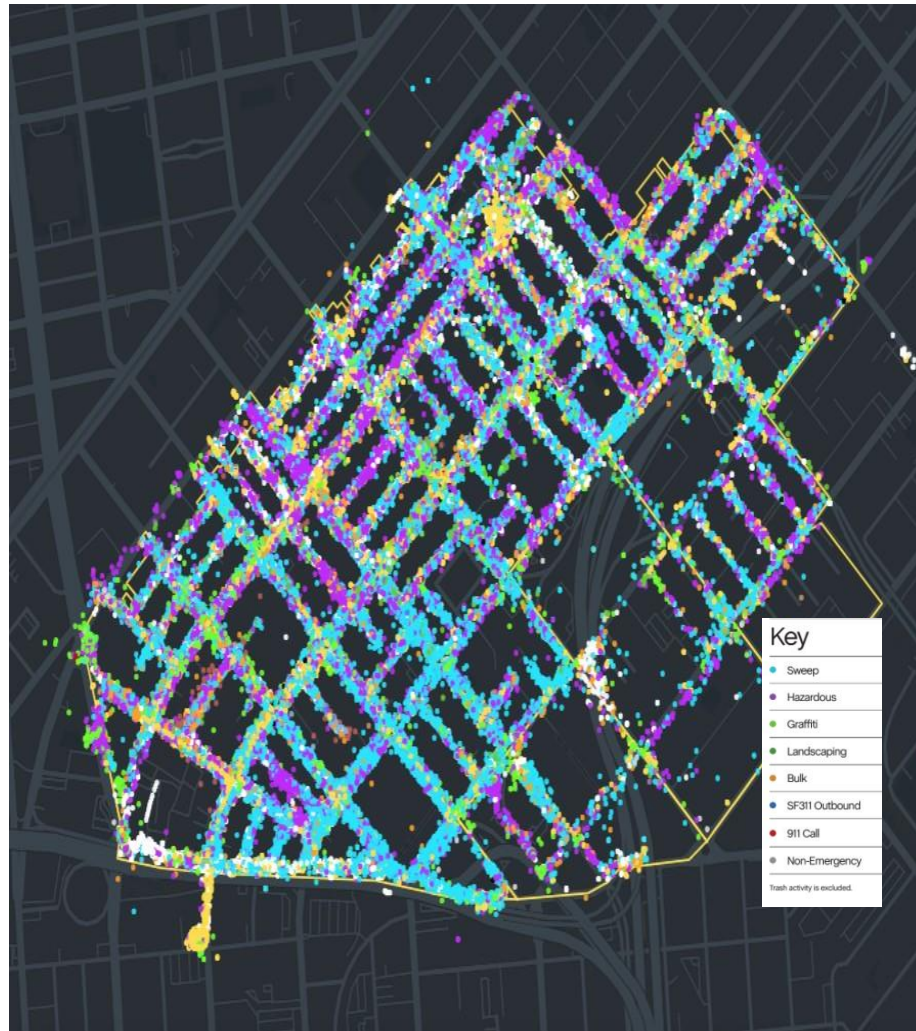 Key
Sweep
Hazardous
Graffiti
Landscaping
Bulk
SF311 Outbound
911 Call
Non-Emergency
Trash activity is excluded.